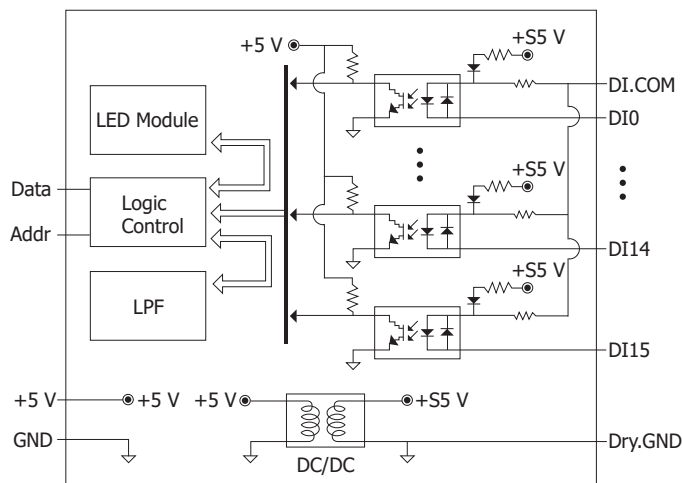 +S5 V
+5 V
DI.COM
LED Module
DI0
+S5 V
Data
Logic
Control
Addr
DI14
+S5 V
LPF
DI15
+5 V
+5 V
+5 V
+S5 V
GND
Dry.GND
DC/DC